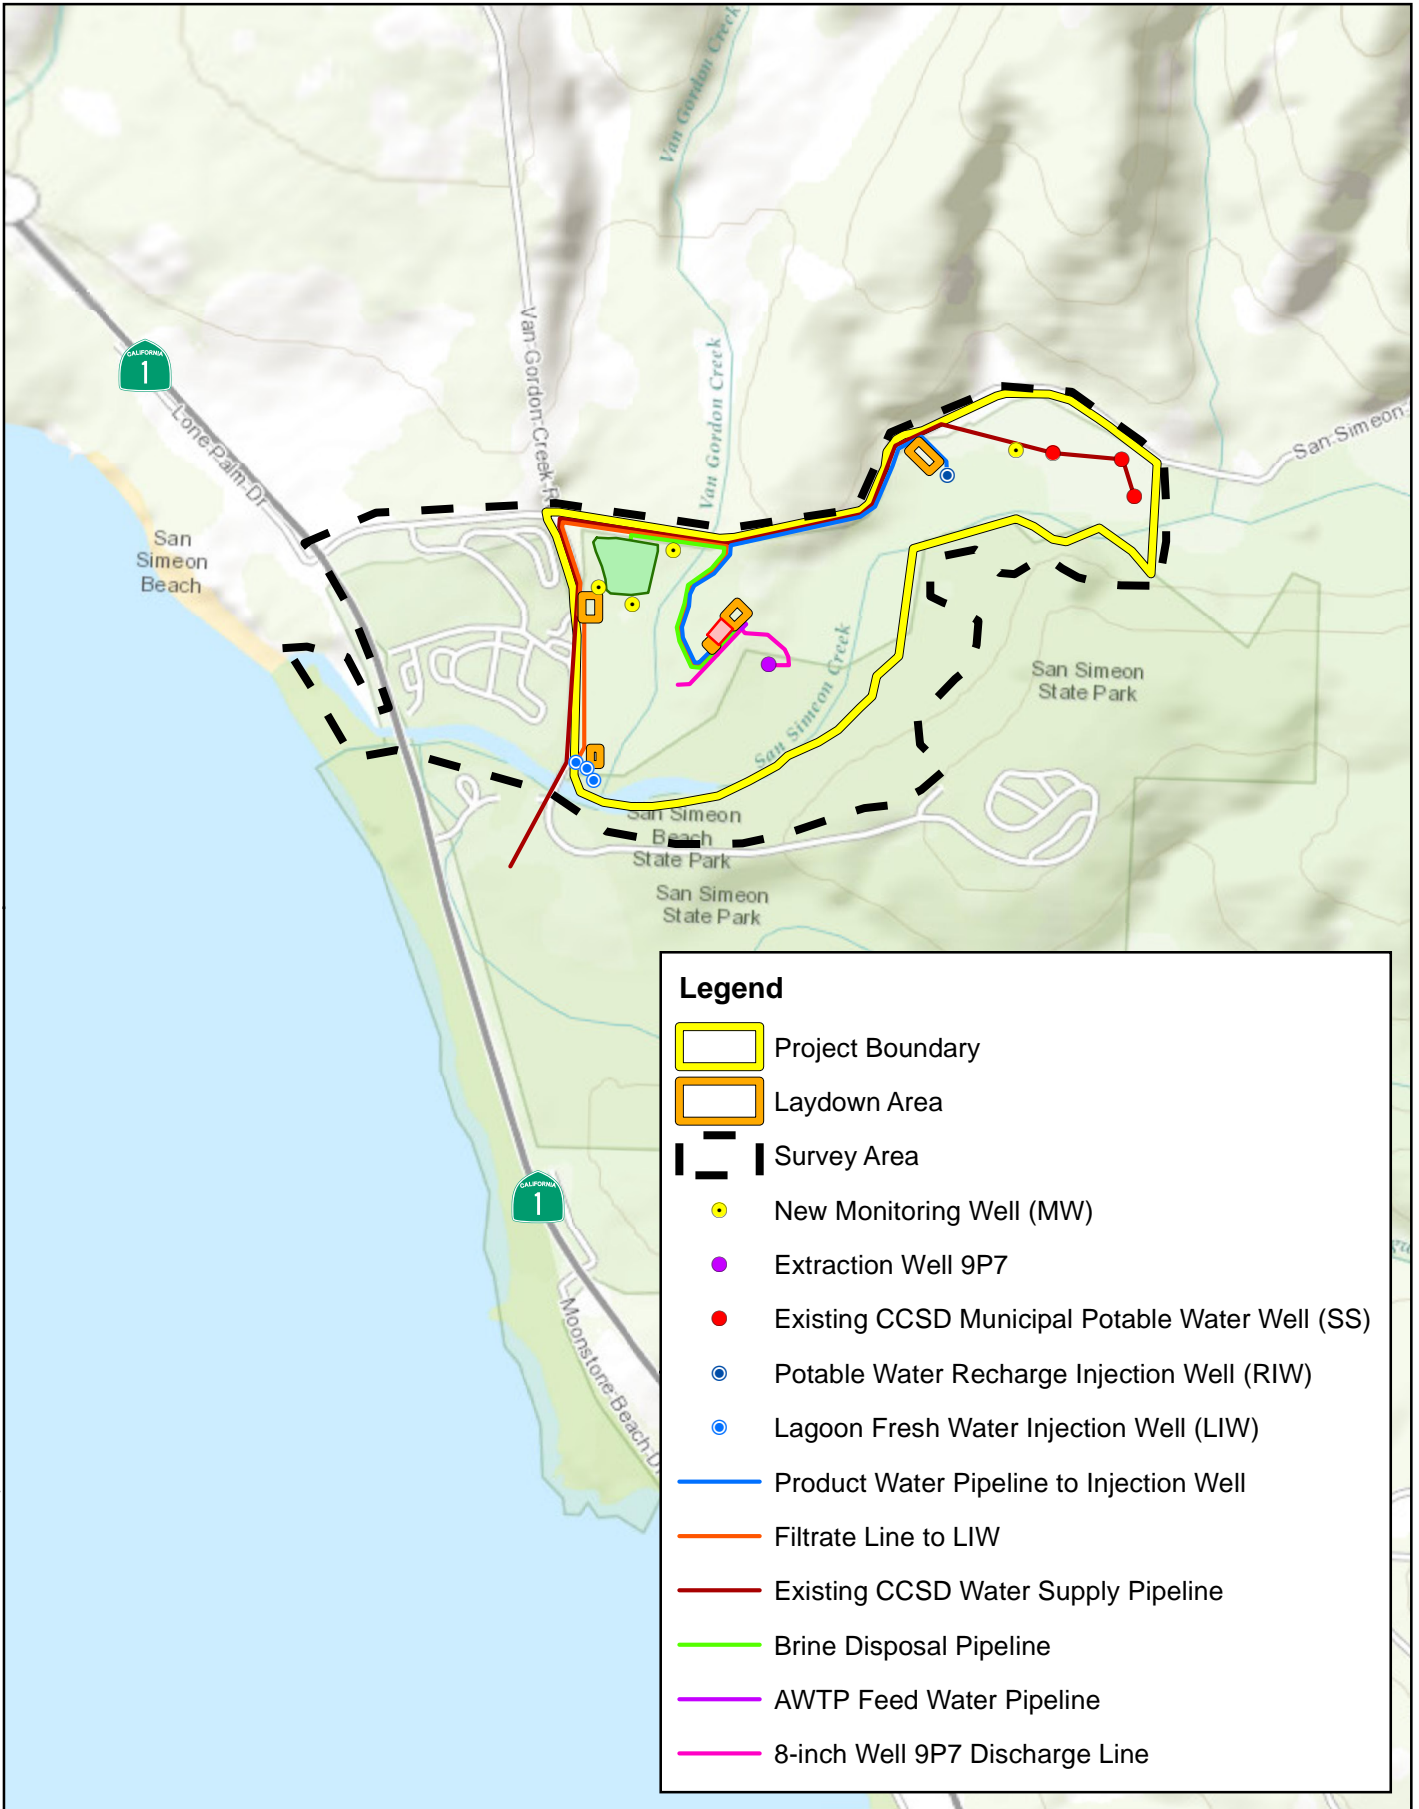 Van Gordon Creek
CALIFORNIA
1
Lone-Palm-Dr
Van-Gordon-Creek-R
Van Gordon Creek
San-Simeon-
San
Simeon
Beach
San Simeon Creek
San Simeon
State Park
San Simeon
Beach
State Park
San Simeon
State Park
CALIFORNIA
1
Moonstone-Beach-D
Legend
Project Boundary
Laydown Area
Survey Area
New Monitoring Well (MW)
Extraction Well 9P7
Existing CCSD Municipal Potable Water Well (SS)
Potable Water Recharge Injection Well (RIW)
Lagoon Fresh Water Injection Well (LIW)
Product Water Pipeline to Injection Well
Filtrate Line to LIW
Existing CCSD Water Supply Pipeline
Brine Disposal Pipeline
AWTP Feed Water Pipeline
8-inch Well 9P7 Discharge Line